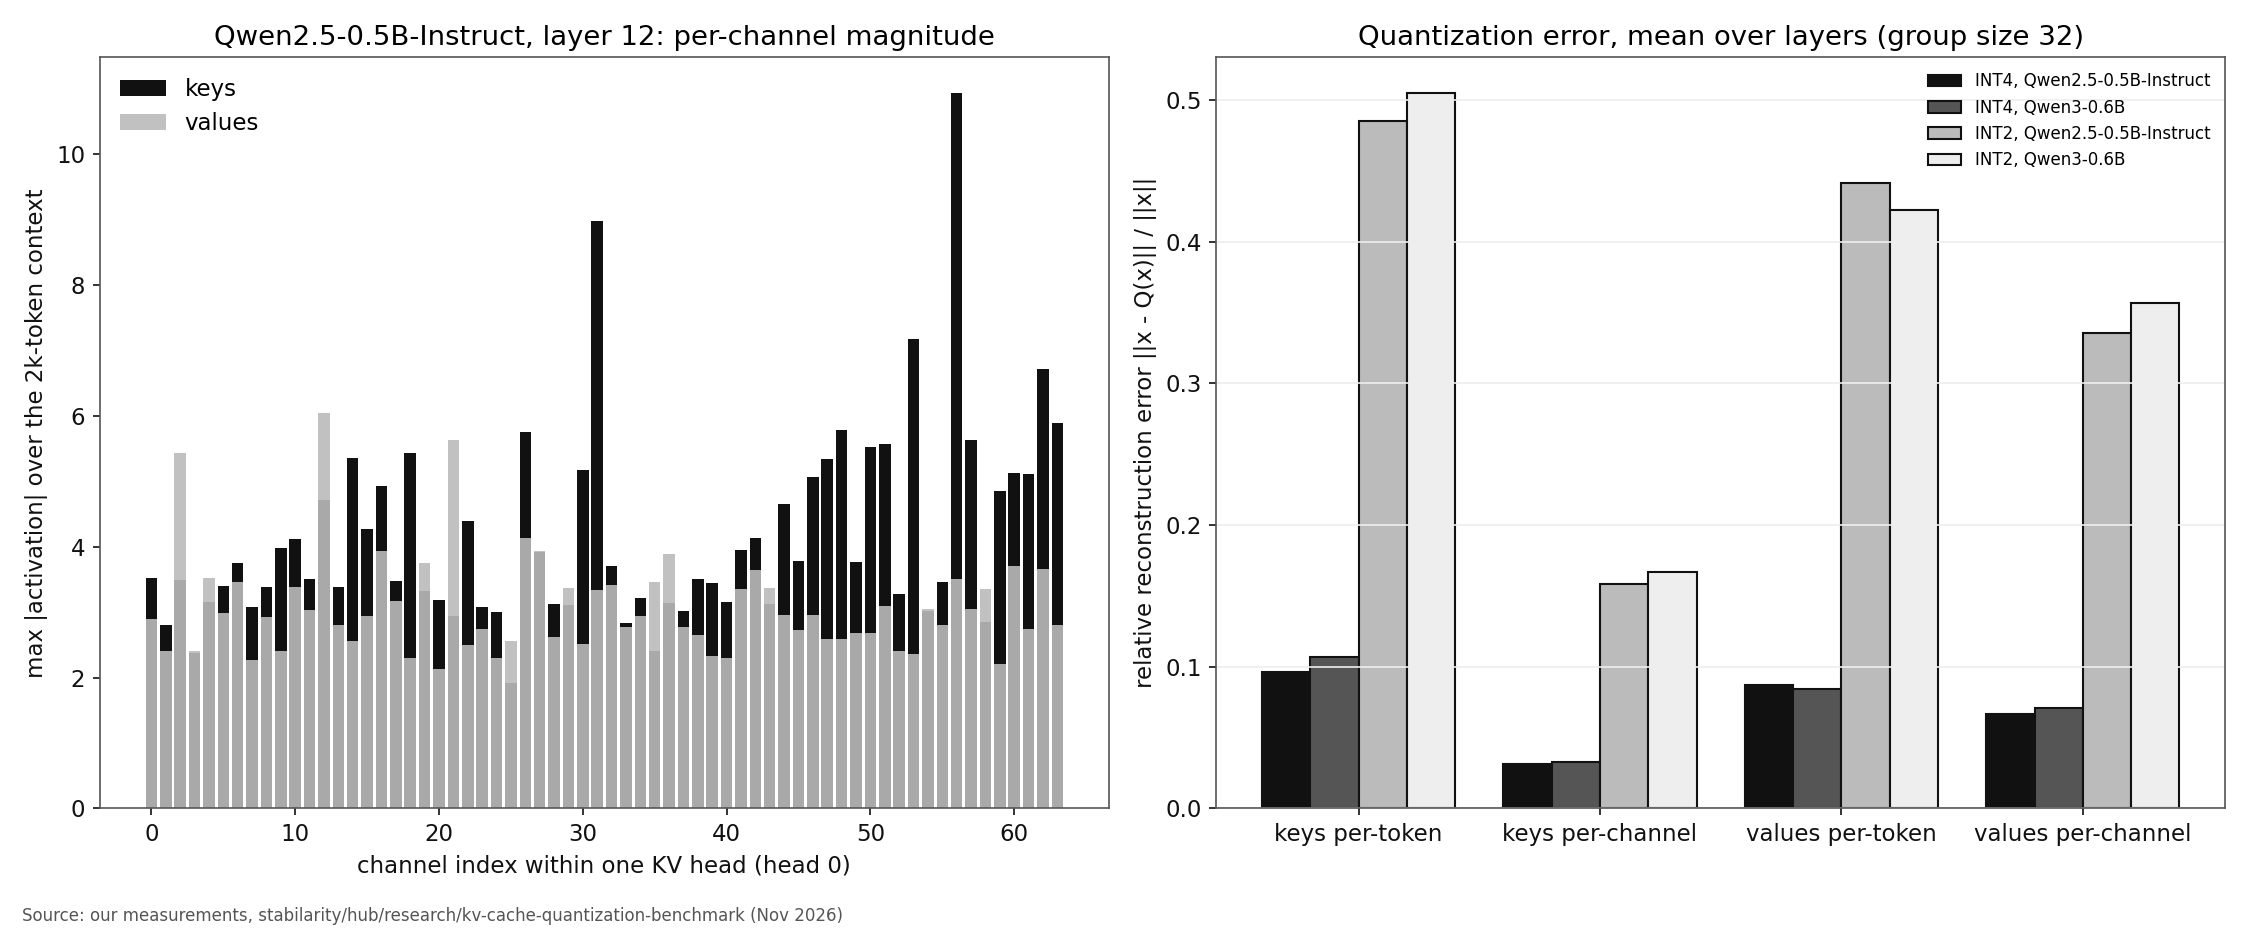 Qwen2.5-0.5B-Instruct, layer 12: per-channel magnitude
keys
values
max |activation| over the 2k-token context
10
8
6
4
2
0
0 10 20 30 40 50 60
channel index within one KV head (head 0)
Quantization error, mean over layers (group size 32)
INT4, Qwen2.5-0.5B-Instruct
INT4, Qwen3-0.6B
INT2, Qwen2.5-0.5B-Instruct
INT2, Qwen3-0.6B
relative reconstruction error ||x - Q(x)|| / ||x||
0.5
0.4
0.3
0.2
0.1
0.0
keys per-token keys per-channel values per-token values per-channel
Source: our measurements, stabilarity/hub/research/kv-cache-quantization-benchmark (Nov 2026)